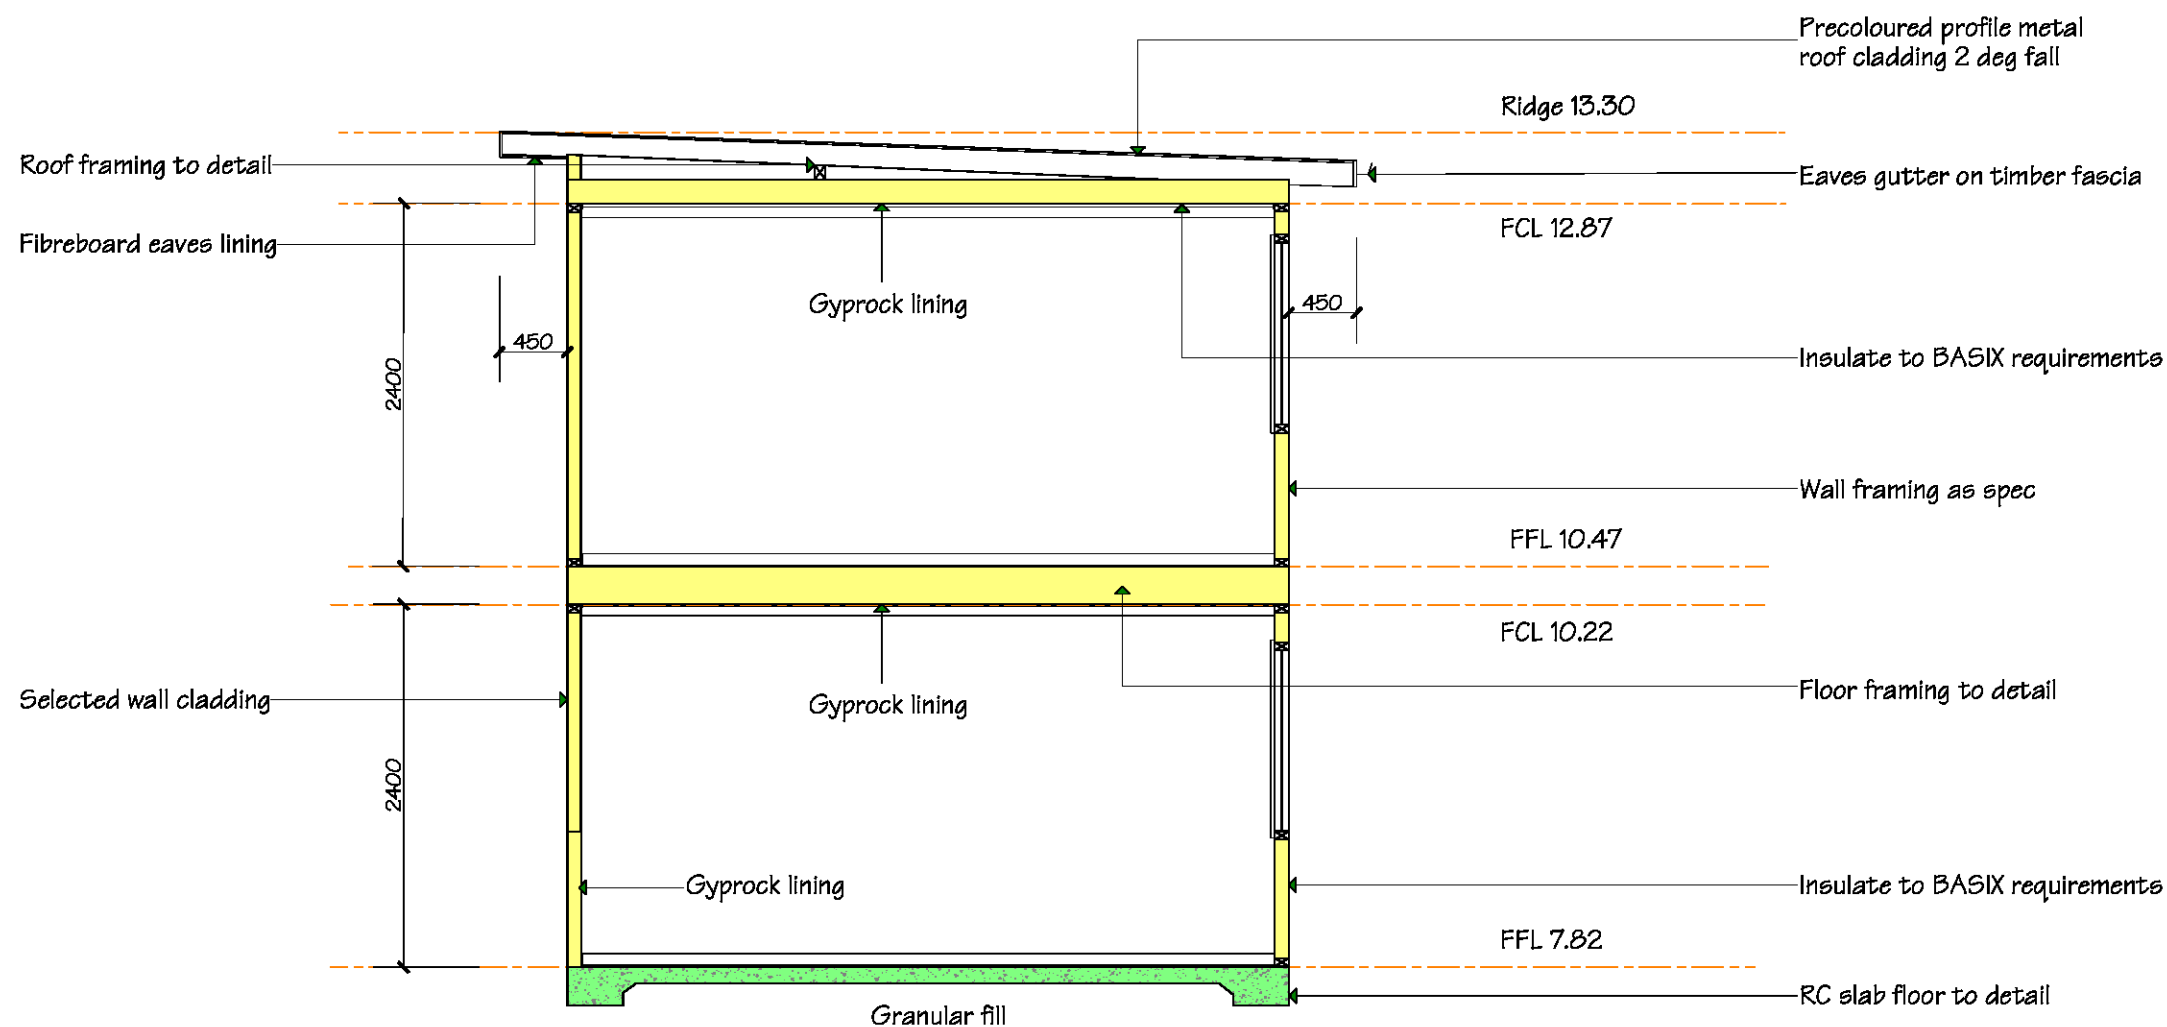 Precoloured profile metal
roof cladding 2 deg fall
Ridge 13.30
Roof framing to detail
Eaves gutter on timber fascia
FCL 12.87
Fibreboard eaves lining
Gyprock lining
450
450
2400
Insulate to BASIX requirements
Wall framing as spec
FFL 10.47
FCL 10.22
Floor framing to detail
Selected wall cladding
Gyprock lining
2400
Gyprock lining
Insulate to BASIX requirements
FFL 7.82
RC slab floor to detail
Granular fill